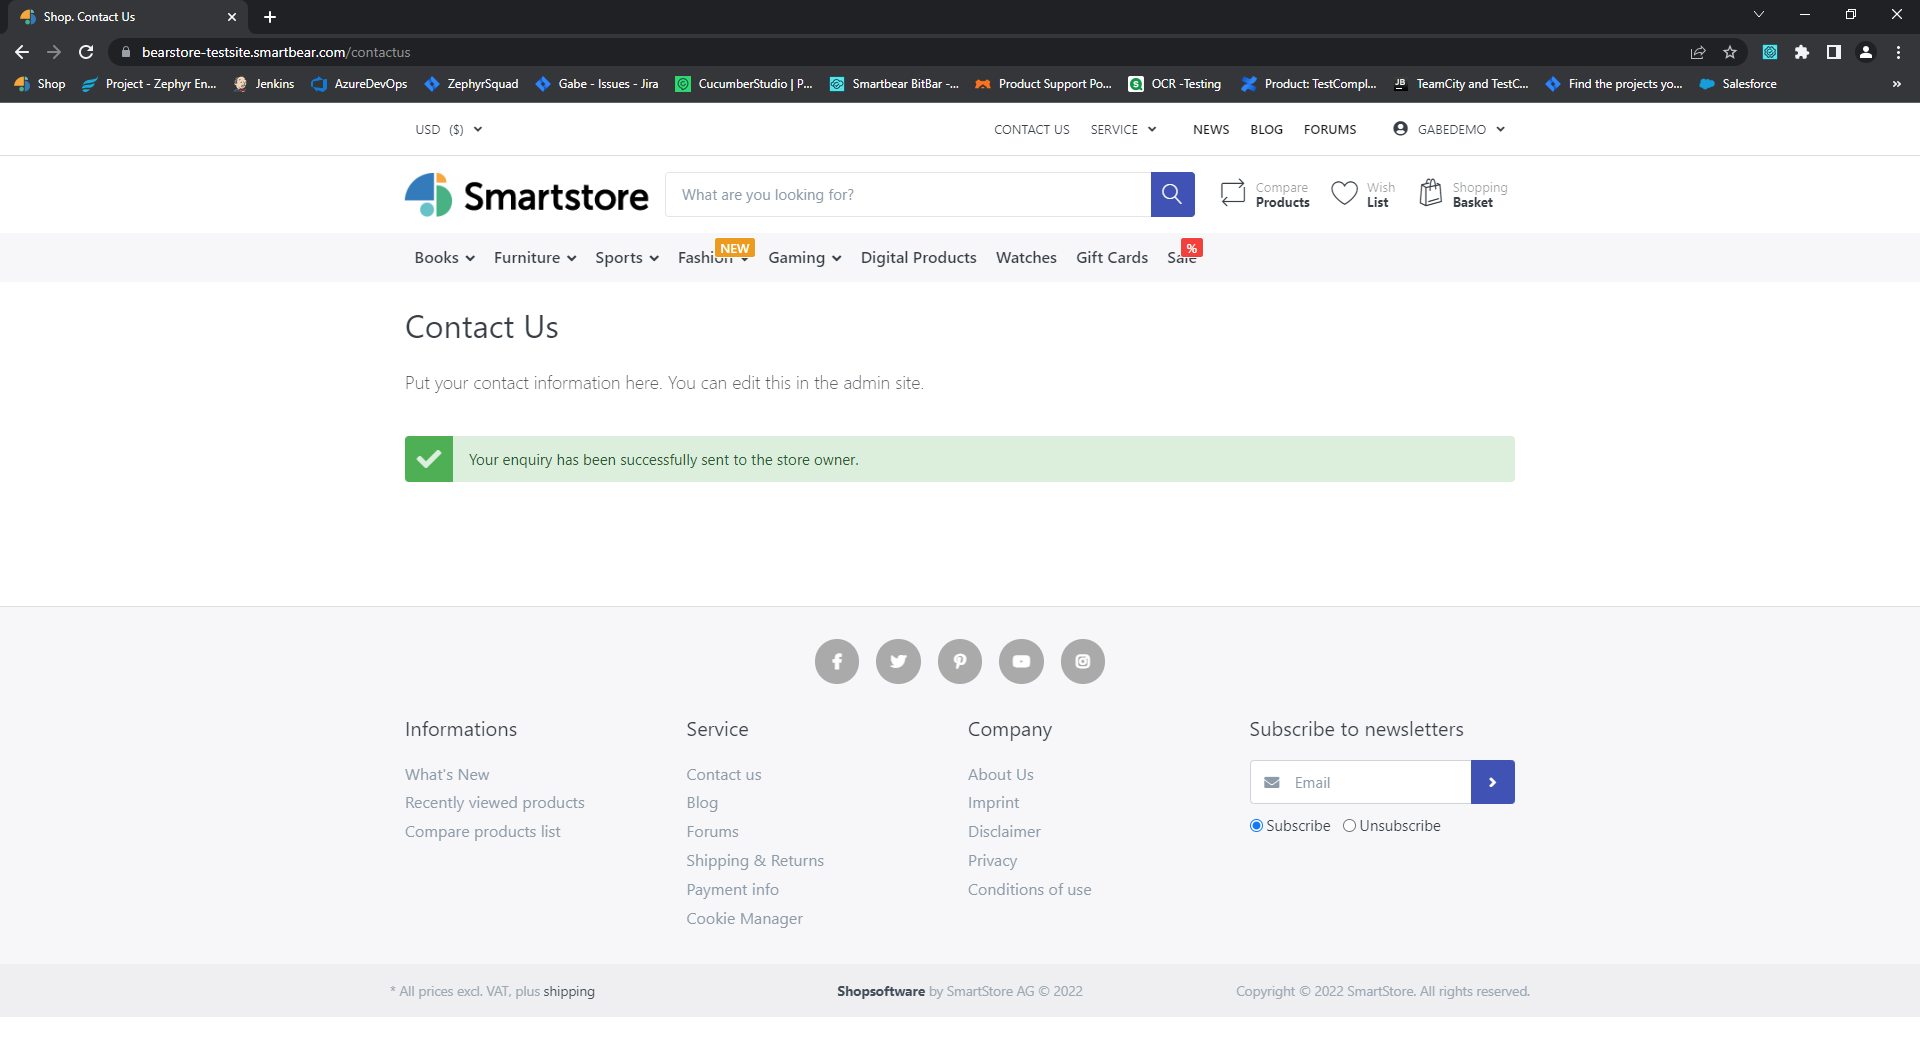 Shop. Contact Us
bearstore-testsite.smartbear.com/contactus
Shop Project - Zephyr En... Jenkins AzureDevOps ZephyrSquad Gabe - Issues - Jira CucumberStudio | P... Smartbear BitBar -... Product Support Po... OCR -Testing Product: TestCompl... TeamCity and TestC... Find the projects yo... Salesforce »
USD ($) CONTACT US SERVICE NEWS BLOG FORUMS GABEDEMO
Smartstore What are you looking for? Compare Products Wish List Shopping Basket
NEW %
Books Furniture Sports Fashion Gaming Digital Products Watches Gift Cards Sale
Contact Us
Put your contact information here. You can edit this in the admin site.
Your enquiry has been successfully sent to the store owner.
Informations Service Company Subscribe to newsletters
What's New Contact us About Us Email
Recently viewed products Blog Imprint
Compare products list Forums Disclaimer Subscribe Unsubscribe
Shipping & Returns Privacy
Payment info Conditions of use
Cookie Manager
* All prices excl. VAT, plus shipping Shopsoftware by SmartStore AG © 2022 Copyright © 2022 SmartStore. All rights reserved.